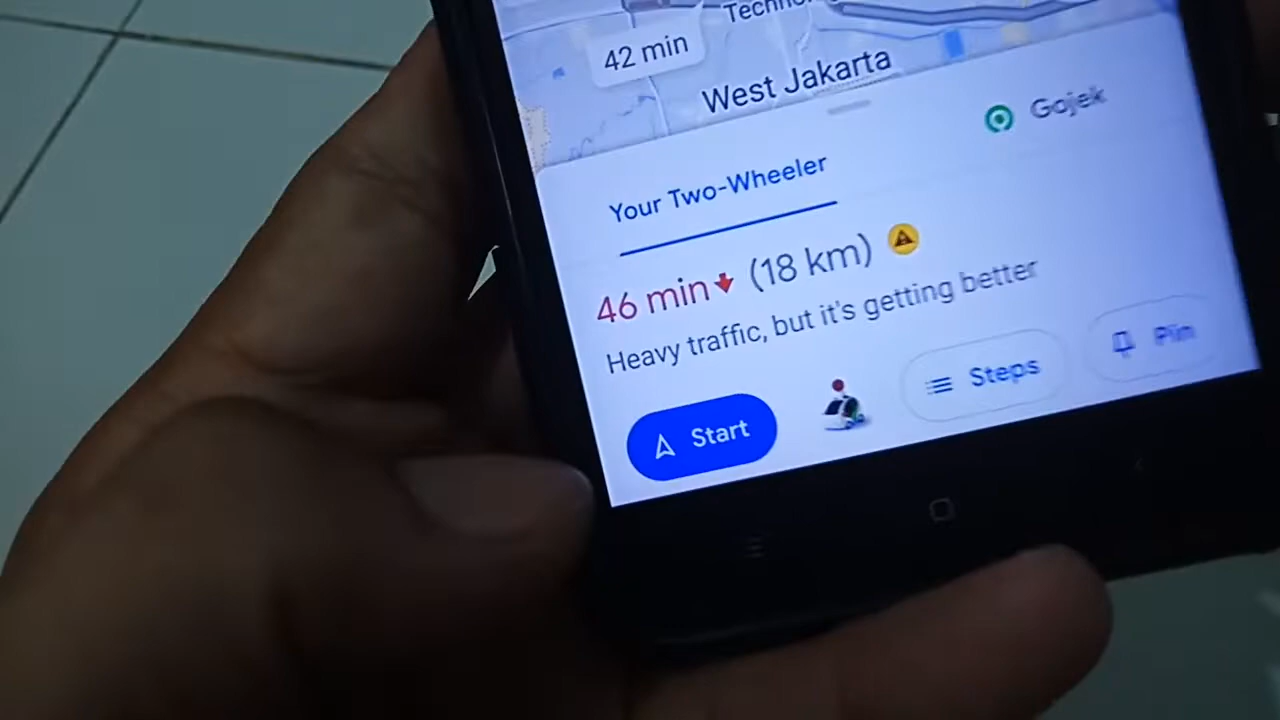 42 min
West Jakarta
Your Two-Wheeler
Gojek
46 min (18 km)
Heavy traffic, but it's getting better
Start
Steps
Pin